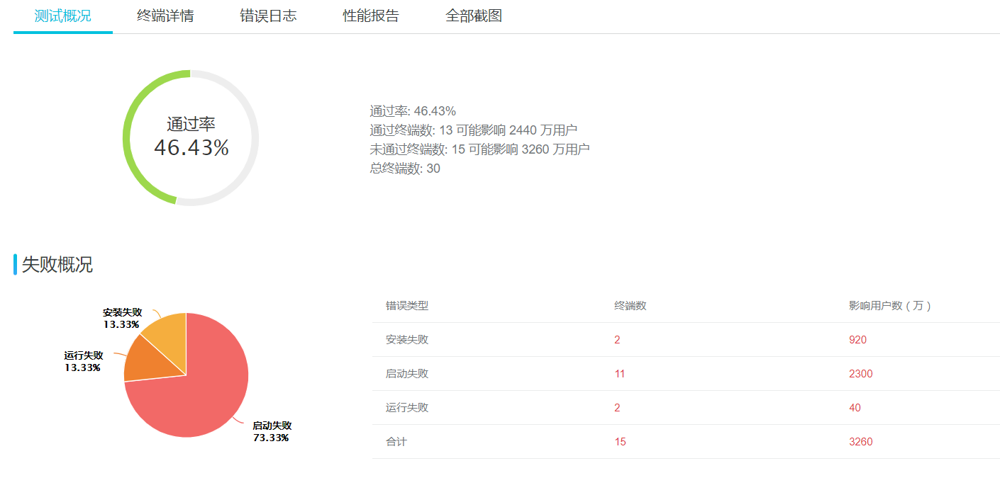 测试概况 终端详情 错误日志 性能报告 全部截图
通过率
46.43%
通过率: 46.43%
通过终端数: 13 可能影响 2440 万用户
未通过终端数: 15 可能影响 3260 万用户
总终端数: 30
失败概况
安装失败
13.33%
运行失败
13.33%
启动失败
73.33%
错误类型 终端数 影响用户数（万）
安装失败 2 920
启动失败 11 2300
运行失败 2 40
合计 15 3260